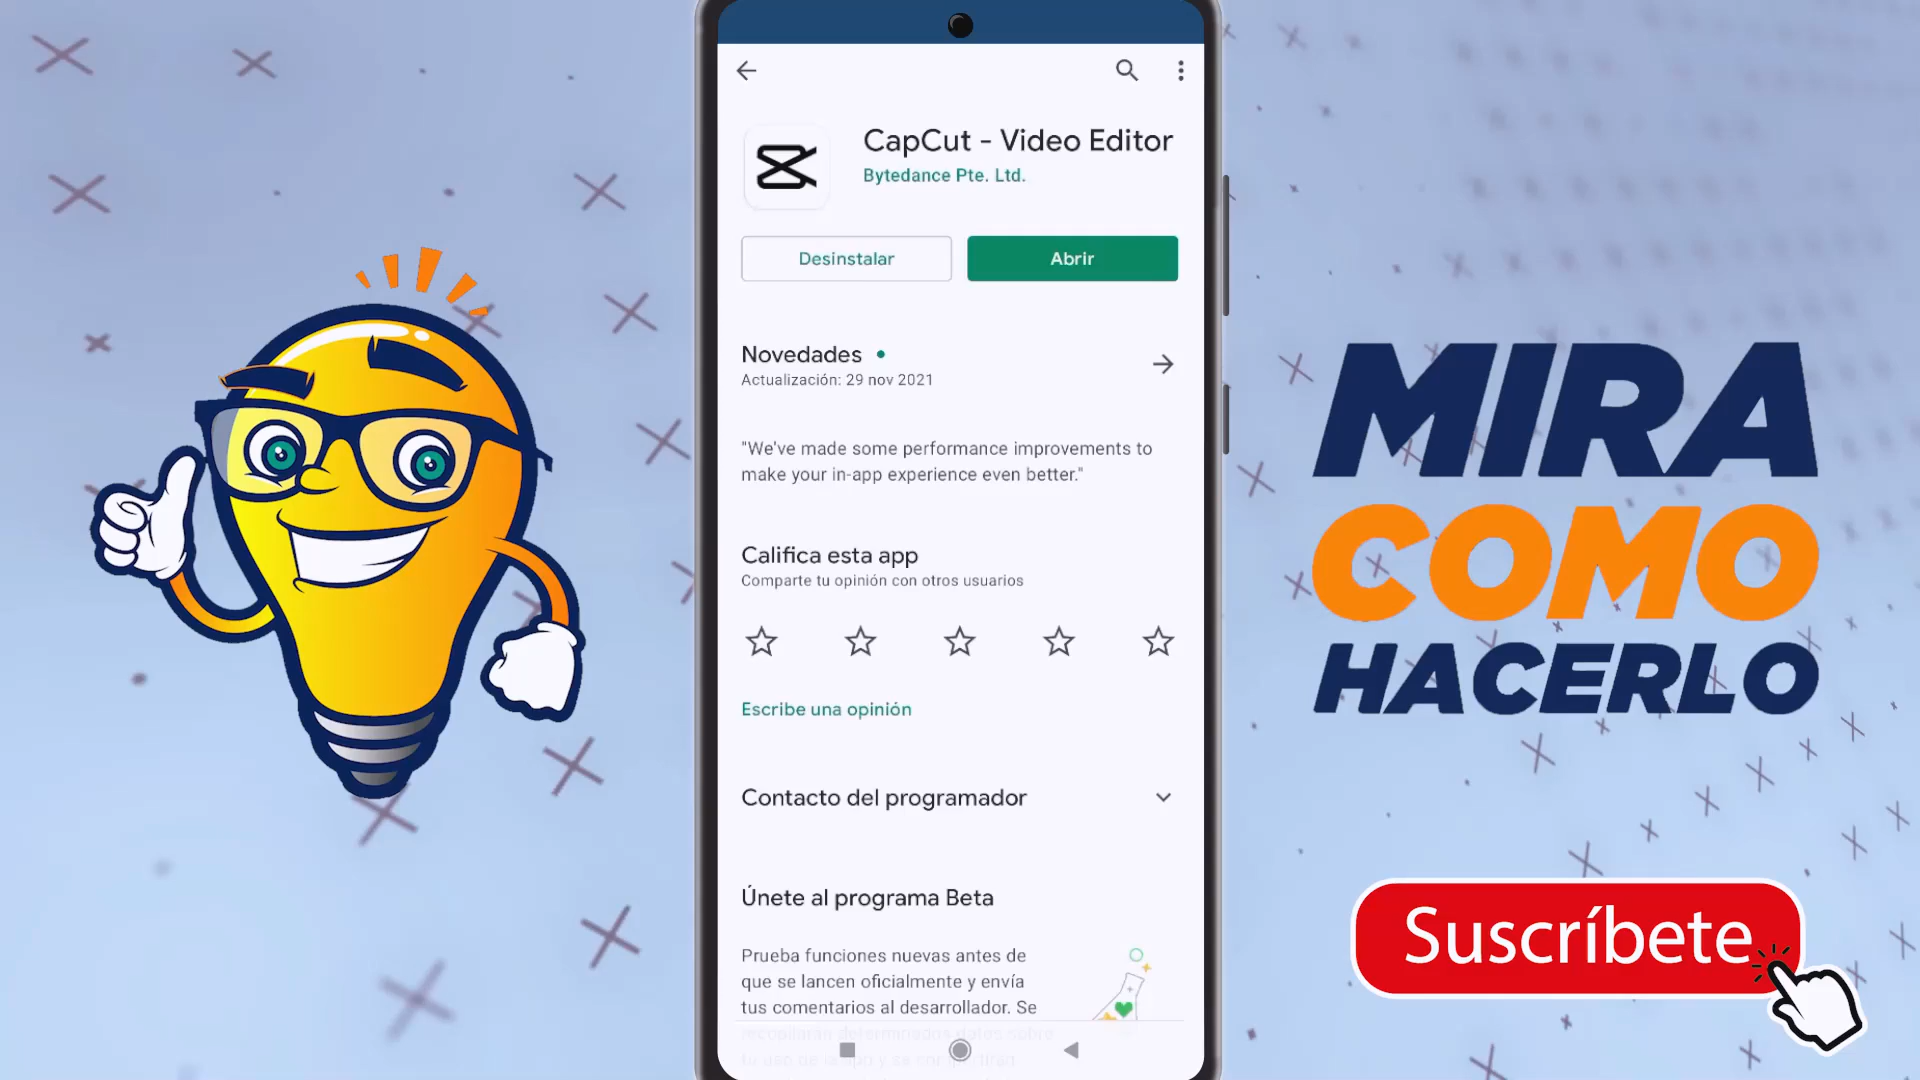 CapCut - Video Editor
Bytedance Pte. Ltd.
Desinstalar
Abrir
Novedades
Actualización: 29 nov 2021
"We've made some performance improvements to
make your in-app experience even better."
Califica esta app
Comparte tu opinión con otros usuarios
Escribe una opinión
Contacto del programador
Únete al programa Beta
Prueba funciones nuevas antes de
que se lancen oficialmente y envía
tus comentarios al desarrollador. Se
MIRA
COMO
HACERLO
Suscríbete